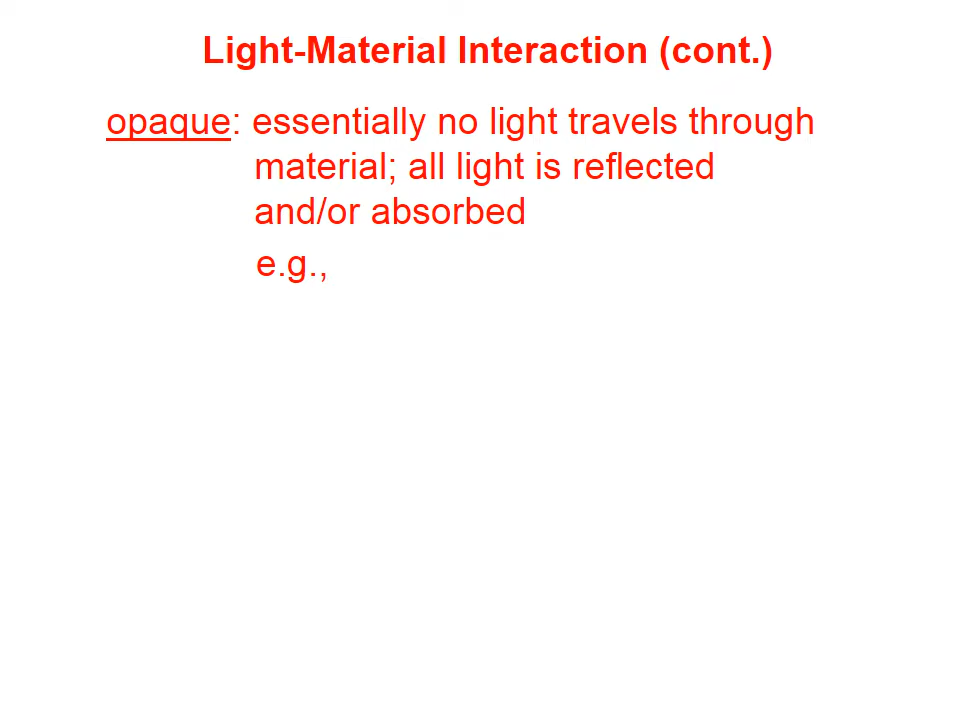 Light-Material Interaction (cont.)
opaque: essentially no light travels through
material; all light is reflected
and/or absorbed
e.g.,